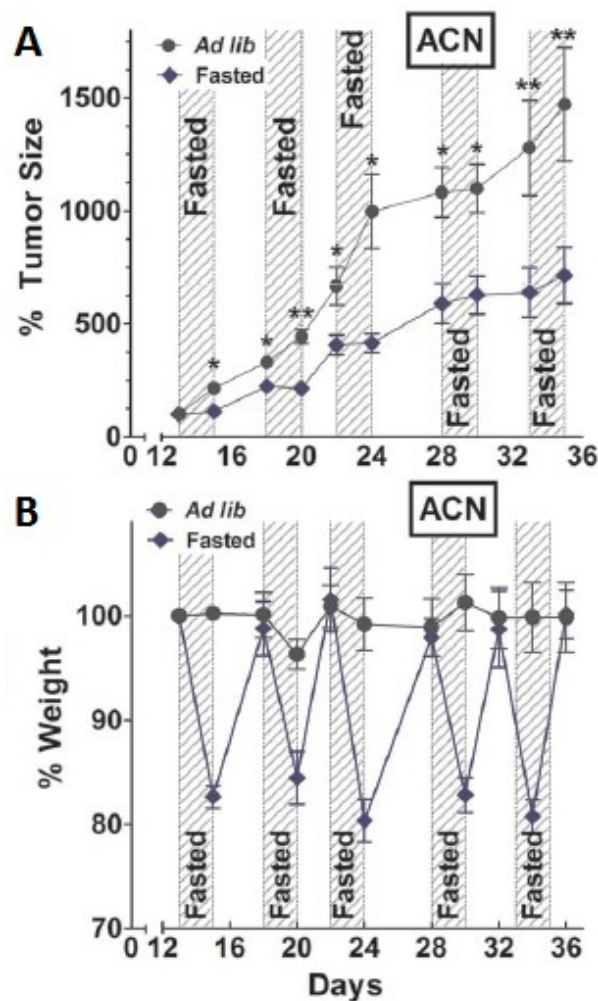 A
Ad lib
Fasted
ACN
Fasted
Fasted
Fasted
Fasted
Fasted
*
*
**
*
*
*
*
**
**
% Tumor Size
1500
1000
500
0
0 12 16 20 24 28 32 36
B
Ad lib
Fasted
ACN
% Weight
100
90
80
70
Fasted
Fasted
Fasted
Fasted
Fasted
0 12 16 20 24 28 32 36
Days